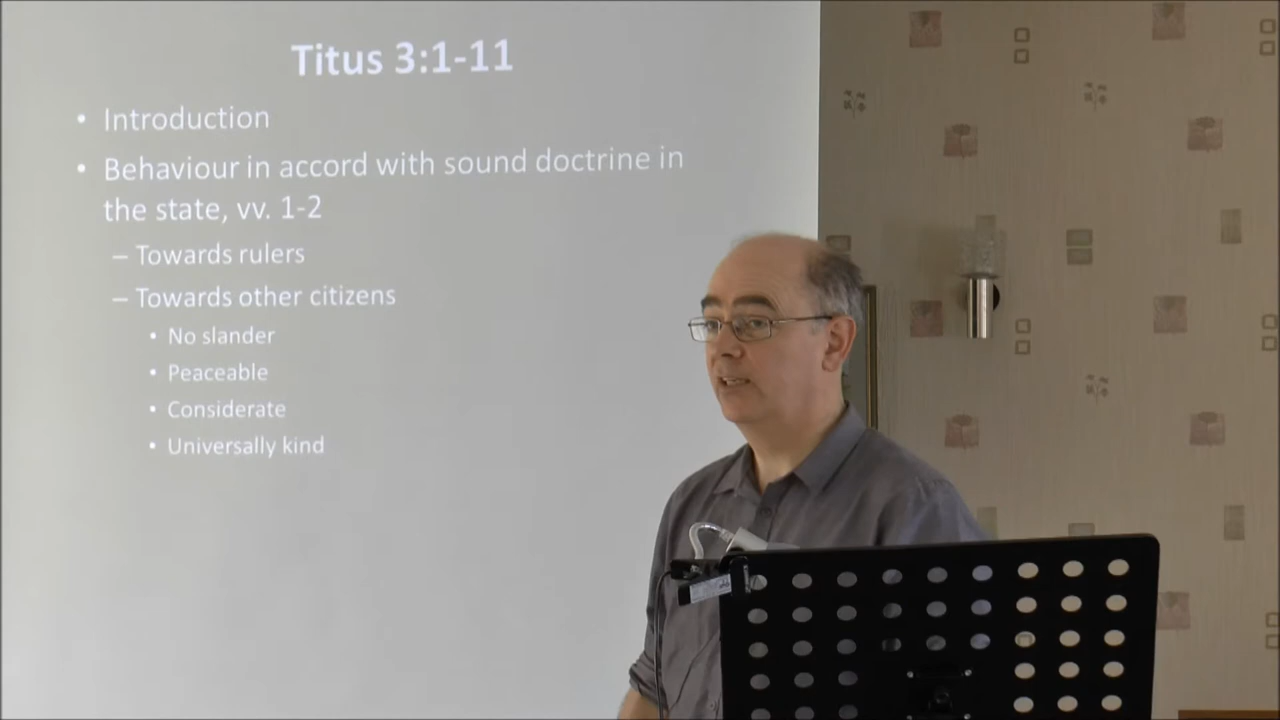 Titus 3:1-11
• Introduction
• Behaviour in accord with sound doctrine in
the state, vv. 1-2
– Towards rulers
– Towards other citizens
• No slander
• Peaceable
• Considerate
• Universally kind